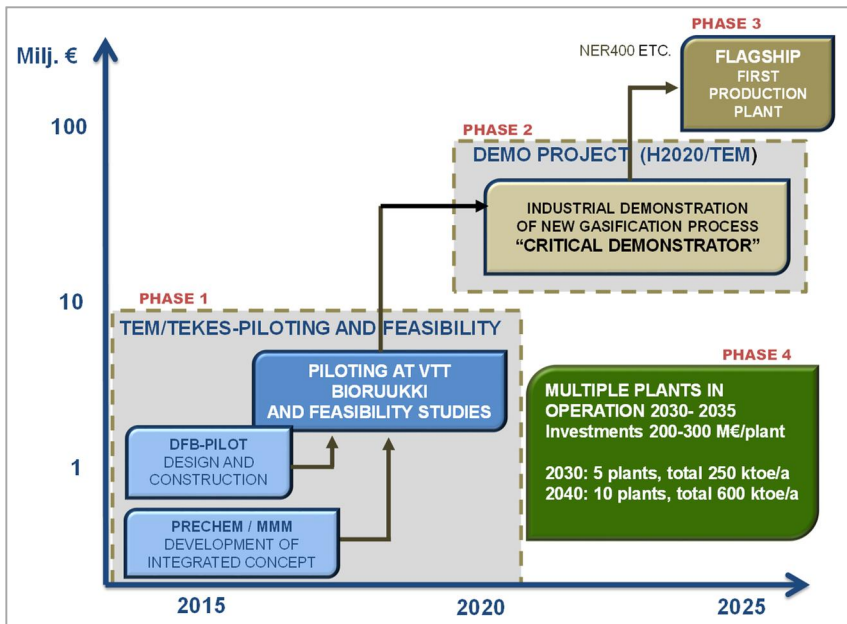 PHASE 3
Milj. €
NER400 ETC.
FLAGSHIP
FIRST
PRODUCTION
PLANT
100
PHASE 2
DEMO PROJECT (H2020/TEM)
INDUSTRIAL DEMONSTRATION
OF NEW GASIFICATION PROCESS
“CRITICAL DEMONSTRATOR”
10
PHASE 1
TEM/TEKES-PILOTING AND FEASIBILITY
PILOTING AT VTT
BIORUUKKI
AND FEASIBILITY STUDIES
DFB-PILOT
DESIGN AND
CONSTRUCTION
1
PRECHEM / MMM
DEVELOPMENT OF
INTEGRATED CONCEPT
PHASE 4
MULTIPLE PLANTS IN
OPERATION 2030- 2035
Investments 200-300 M€/plant
2030: 5 plants, total 250 ktoe/a
2040: 10 plants, total 600 ktoe/a
2015
2020
2025